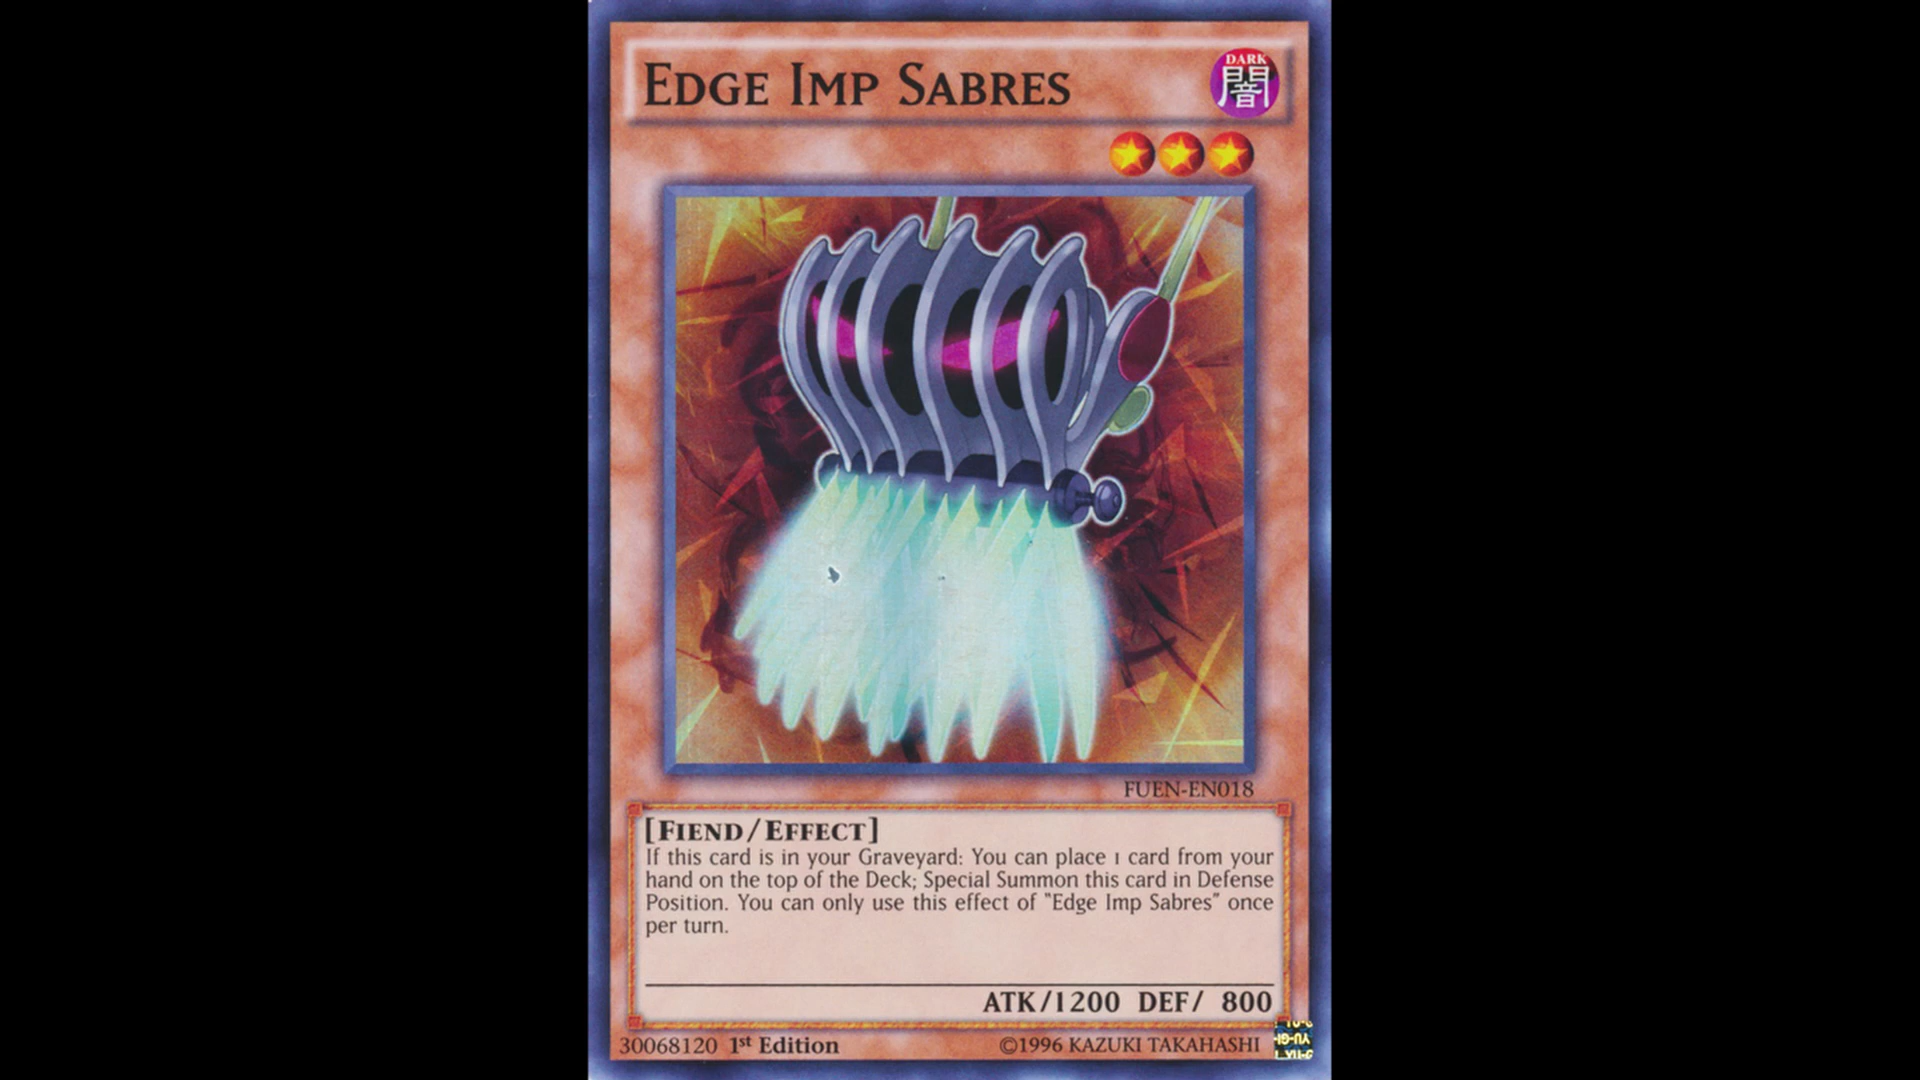 EDGE IMP SABRES
DARK
闇
FUEN-EN018
[FIEND/EFFECT]
If this card is in your Graveyard: You can place 1 card from your
hand on the top of the Deck; Special Summon this card in Defense
Position. You can only use this effect of "Edge Imp Sabres" once
per turn.
ATK/1200 DEF/ 800
30068120 1st Edition
©1996 KAZUKI TAKAHASHI